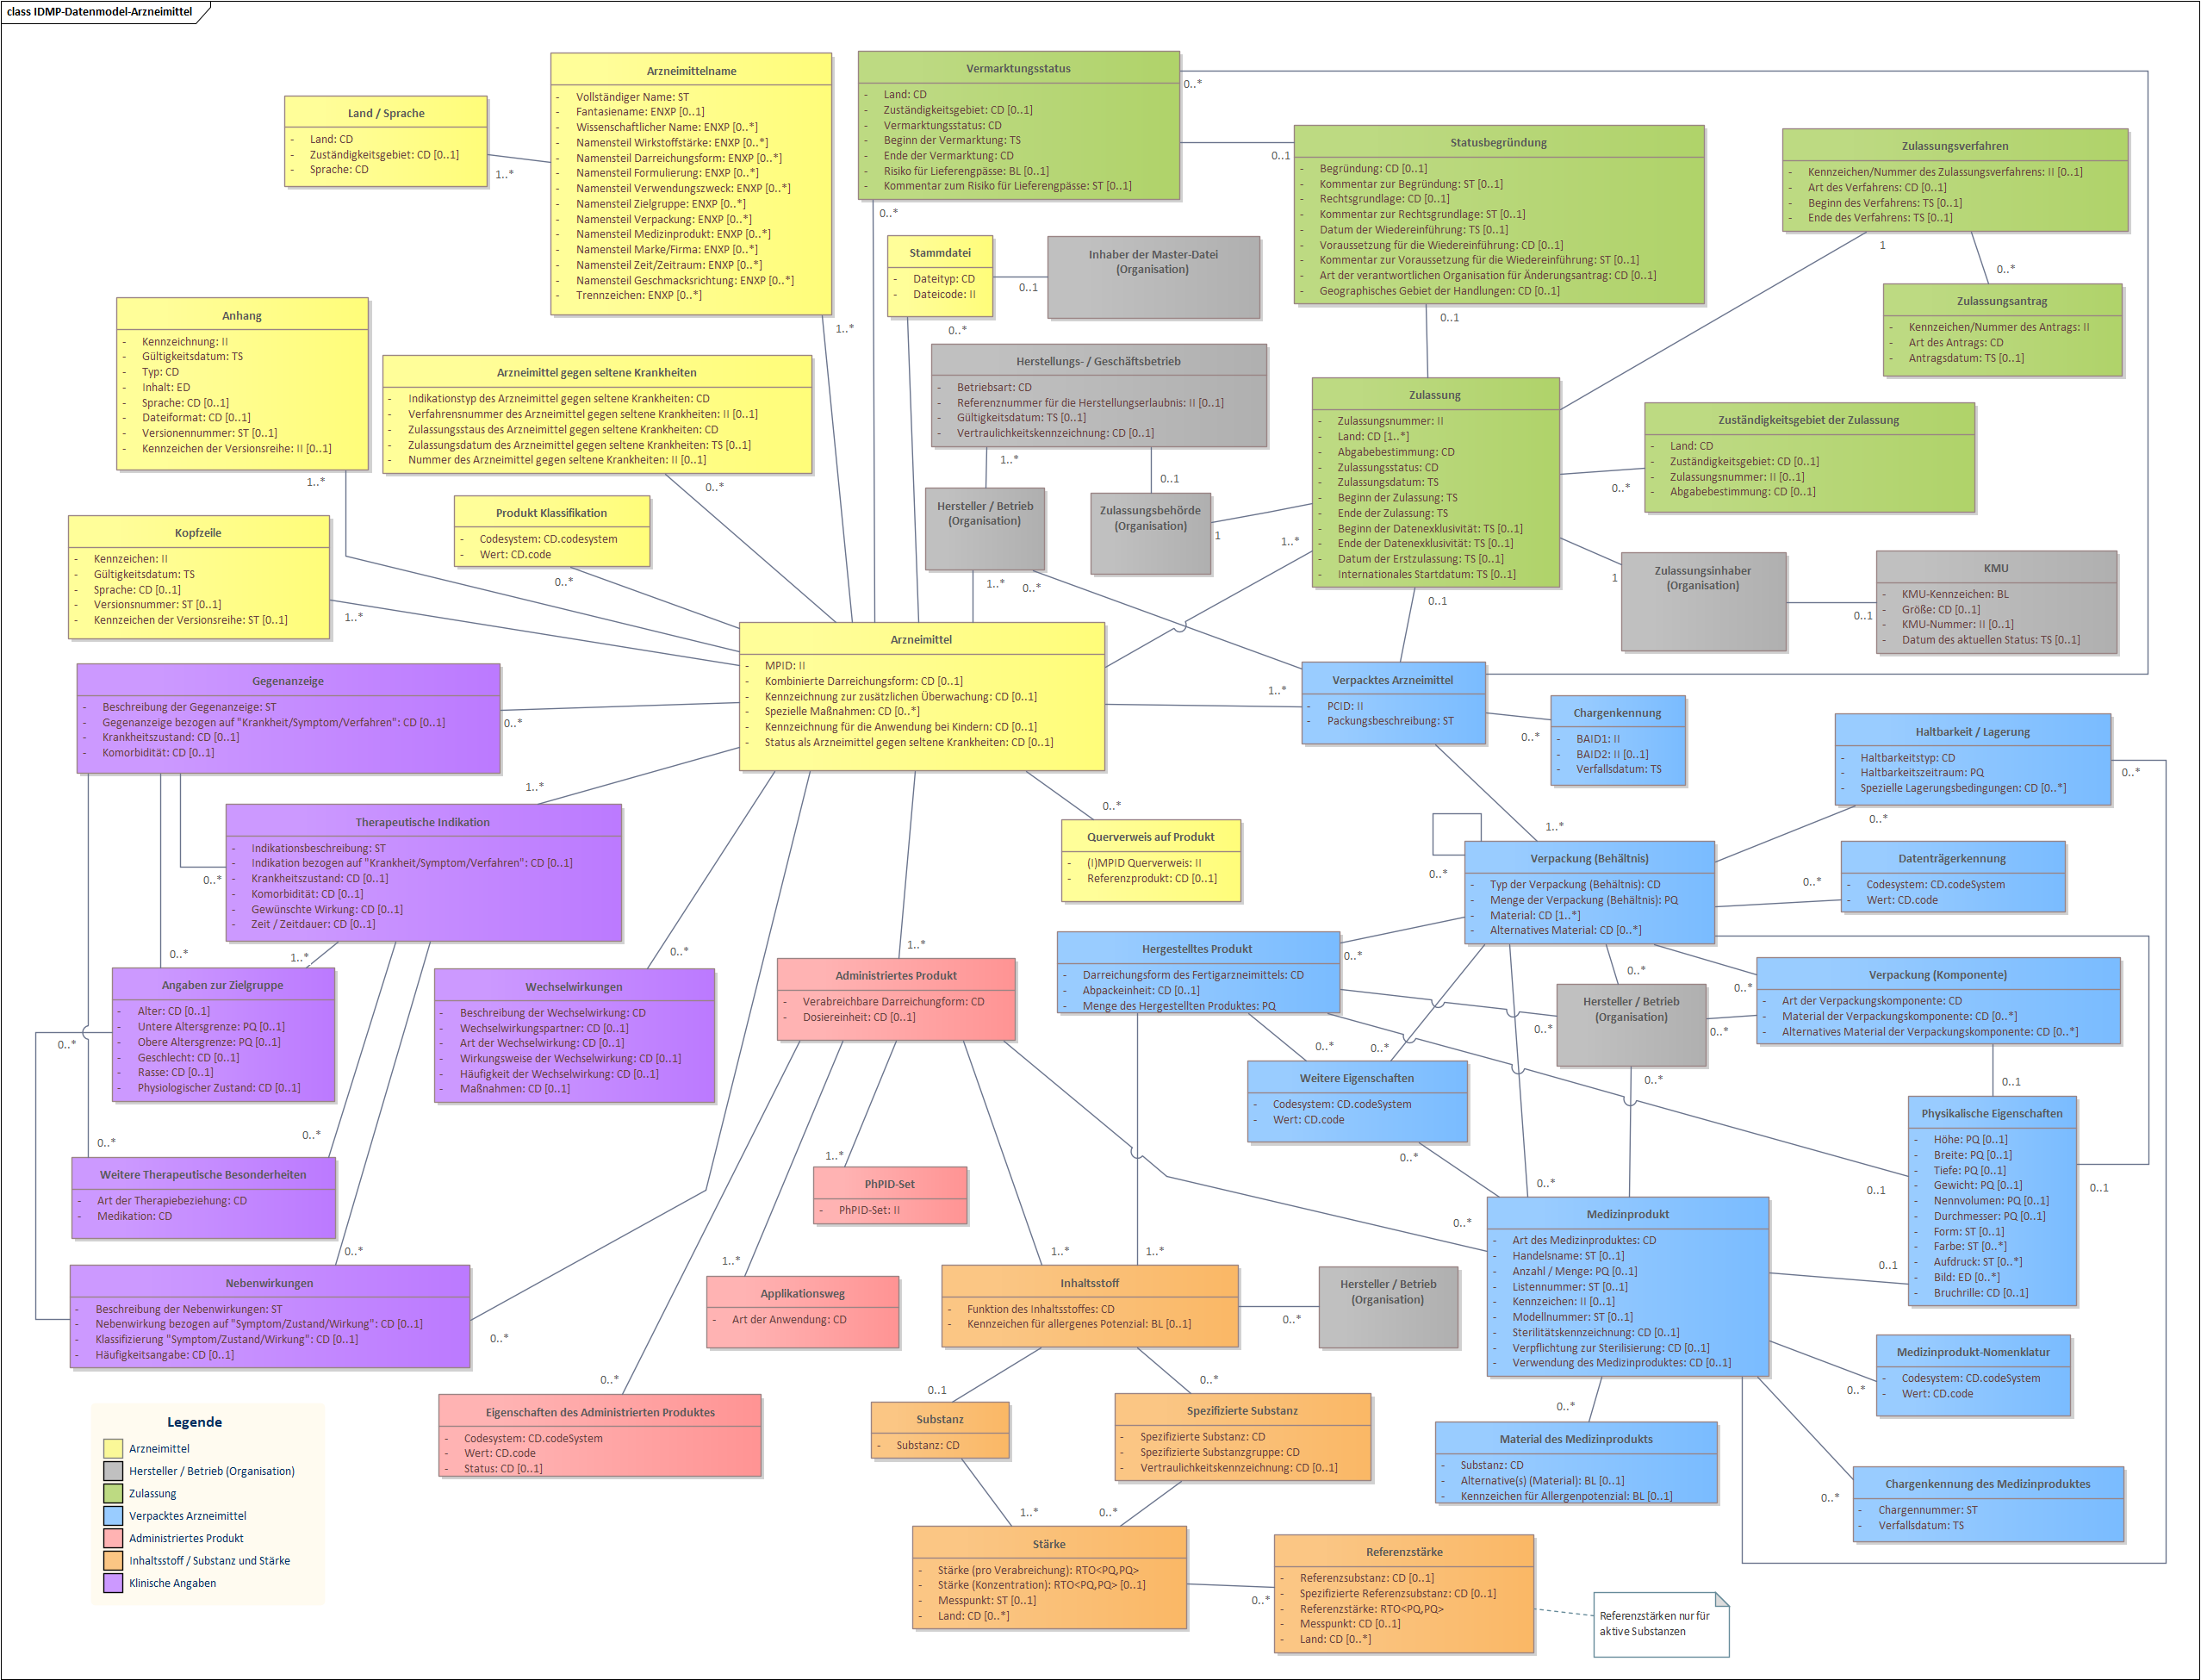 class IDMP-Datenmodel-Arzneimittel
Arzneimittelname
- Vollständiger Name: ST
- Fantasiename: ENXP [0..1]
- Wissenschaftlicher Name: ENXP [0..*]
- Namensteil Wirkstoffstärke: ENXP [0..*]
- Namensteil Darreichungsform: ENXP [0..*]
- Namensteil Formulierung: ENXP [0..*]
- Namensteil Verwendungszweck: ENXP [0..*]
- Namensteil Zielgruppe: ENXP [0..*]
- Namensteil Verpackung: ENXP [0..*]
- Namensteil Medizinprodukt: ENXP [0..*]
- Namensteil Marke/Firma: ENXP [0..*]
- Namensteil Zeit/Zeitraum: ENXP [0..*]
- Namensteil Geschmacksrichtung: ENXP [0..*]
- Trennzeichen: ENXP [0..*]
1..*
Land / Sprache
- Land: CD
- Zuständigkeitsgebiet: CD [0..1]
- Sprache: CD
1..*
Vermarktungsstatus
- Land: CD
- Zuständigkeitsgebiet: CD [0..1]
- Vermarktungsstatus: CD
- Beginn der Vermarktung: TS
- Ende der Vermarktung: CD
- Risiko für Lieferengpässe: BL [0..1]
- Kommentar zum Risiko für Lieferengpässe: ST [0..1]
0..*
0..*
0..1
Statusbegründung
- Begründung: CD [0..1]
- Kommentar zur Begründung: ST [0..1]
- Rechtsgrundlage: CD [0..1]
- Kommentar zur Rechtsgrundlage: ST [0..1]
- Datum der Wiedereinführung: TS [0..1]
- Voraussetzung für die Wiedereinführung: CD [0..1]
- Kommentar zur Voraussetzung für die Wiedereinführung: ST [0..1]
- Art der verantwortlichen Organisation für Änderungsantrag: CD [0..1]
- Geographisches Gebiet der Handlungen: CD [0..1]
0..1
Zulassungsverfahren
- Kennzeichen/Nummer des Zulassungsverfahrens: II [0..1]
- Art des Verfahrens: CD [0..1]
- Beginn des Verfahrens: TS [0..1]
- Ende des Verfahrens: TS [0..1]
1
0..*
Zulassungsantrag
- Kennzeichen/Nummer des Antrags: II
- Art des Antrags: CD
- Antragsdatum: TS [0..1]
Stammdatei
- Dateityp: CD
- Dateicode: II
0..*
0..1
Inhaber der Master-Datei
(Organisation)
Anhang
- Kennzeichnung: II
- Gültigkeitsdatum: TS
- Typ: CD
- Inhalt: ED
- Sprache: CD [0..1]
- Dateiformat: CD [0..1]
- Versionennummer: ST [0..1]
- Kennzeichen der Versionsreihe: II [0..1]
1..*
Arzneimittel gegen seltene Krankheiten
- Indikationstyp des Arzneimittel gegen seltene Krankheiten: CD
- Verfahrensnummer des Arzneimittel gegen seltene Krankheiten: II [0..1]
- Zulassungsstaus des Arzneimittel gegen seltene Krankheiten: CD
- Zulassungsdatum des Arzneimittel gegen seltene Krankheiten: TS [0..1]
- Nummer des Arzneimittel gegen seltene Krankheiten: II [0..1]
0..*
Herstellungs- / Geschäftsbetrieb
- Betriebsart: CD
- Referenznummer für die Herstellungserlaubnis: II [0..1]
- Gültigkeitsdatum: TS [0..1]
- Vertraulichkeitskennzeichnung: CD [0..1]
1..*
0..1
Zulassung
- Zulassungsnummer: II
- Land: CD [1..*]
- Abgabebestimmung: CD
- Zulassungsstatus: CD
- Zulassungsdatum: TS
- Beginn der Zulassung: TS
- Ende der Zulassung: TS
- Beginn der Datenexklusivität: TS [0..1]
- Ende der Datenexklusivität: TS [0..1]
- Datum der Erstzulassung: TS [0..1]
- Internationales Startdatum: TS [0..1]
1..*
0..1
Zuständigkeitsgebiet der Zulassung
- Land: CD
- Zuständigkeitsgebiet: CD [0..1]
- Zulassungsnummer: II [0..1]
- Abgabebestimmung: CD [0..1]
0..*
Hersteller / Betrieb
(Organisation)
1..*
0..*
Zulassungsbehörde
(Organisation)
1
Zulassungsinhaber
(Organisation)
1
0..1
KMU
- KMU-Kennzeichen: BL
- Größe: CD [0..1]
- KMU-Nummer: II [0..1]
- Datum des aktuellen Status: TS [0..1]
Produkt Klassifikation
- Codesystem: CD.codesystem
- Wert: CD.code
0..*
Kopfzeile
- Kennzeichen: II
- Gültigkeitsdatum: TS
- Sprache: CD [0..1]
- Versionsnummer: ST [0..1]
- Kennzeichen der Versionsreihe: ST [0..1]
1..*
Arzneimittel
- MPID: II
- Kombinierte Darreichungsform: CD [0..1]
- Kennzeichnung zur zusätzlichen Überwachung: CD [0..1]
- Spezielle Maßnahmen: CD [0..*]
- Kennzeichnung für die Anwendung bei Kindern: CD [0..1]
- Status als Arzneimittel gegen seltene Krankheiten: CD [0..1]
1..*
Verpacktes Arzneimittel
- PCID: II
- Packungsbeschreibung: ST
Chargenkennung
- BAID1: II
- BAID2: II [0..1]
- Verfallsdatum: TS
0..*
Haltbarkeit / Lagerung
- Haltbarkeitstyp: CD
- Haltbarkeitszeitraum: PQ
- Spezielle Lagerungsbedingungen: CD [0..*]
0..*
0..*
Gegenanzeige
- Beschreibung der Gegenanzeige: ST
- Gegenanzeige bezogen auf "Krankheit/Symptom/Verfahren": CD [0..1]
- Krankheitszustand: CD [0..1]
- Komorbidität: CD [0..1]
0..*
Therapeutische Indikation
- Indikationsbeschreibung: ST
- Indikation bezogen auf "Krankheit/Symptom/Verfahren": CD [0..1]
- Krankheitszustand: CD [0..1]
- Komorbidität: CD [0..1]
- Gewünschte Wirkung: CD [0..1]
- Zeit / Zeitdauer: CD [0..1]
1..*
0..*
Querverweis auf Produkt
- (I)MPID Querverweis: II
- Referenzprodukt: CD [0..1]
0..*
Verpackung (Behältnis)
- Typ der Verpackung (Behältnis): CD
- Menge der Verpackung (Behältnis): PQ
- Material: CD [1..*]
- Alternatives Material: CD [0..*]
1..*
0..*
Datenträgerkennung
- Codesystem: CD.codeSystem
- Wert: CD.code
0..*
Angaben zur Zielgruppe
- Alter: CD [0..1]
- Untere Altersgrenze: PQ [0..1]
- Obere Altersgrenze: PQ [0..1]
- Geschlecht: CD [0..1]
- Rasse: CD [0..1]
- Physiologischer Zustand: CD [0..1]
0..*
1..*
0..*
Wechselwirkungen
- Beschreibung der Wechselwirkung: CD
- Wechselwirkungspartner: CD [0..1]
- Art der Wechselwirkung: CD [0..1]
- Wirkungsweise der Wechselwirkung: CD [0..1]
- Häufigkeit der Wechselwirkung: CD [0..1]
- Maßnahmen: CD [0..1]
0..*
Administriertes Produkt
- Verabreichbare Darreichungform: CD
- Dosiereinheit: CD [0..1]
1..*
Hergestelltes Produkt
- Darreichungsform des Fertigarzneimittels: CD
- Abpackeinheit: CD [0..1]
- Menge des Hergestellten Produktes: PQ
0..*
Hersteller / Betrieb
(Organisation)
0..*
0..*
0..*
0..*
Verpackung (Komponente)
- Art der Verpackungskomponente: CD
- Material der Verpackungskomponente: CD [0..*]
- Alternatives Material der Verpackungskomponente: CD [0..*]
0..*
0..1
Weitere Eigenschaften
- Codesystem: CD.codeSystem
- Wert: CD.code
0..*
0..*
0..*
Physikalische Eigenschaften
- Höhe: PQ [0..1]
- Breite: PQ [0..1]
- Tiefe: PQ [0..1]
- Gewicht: PQ [0..1]
- Nennvolumen: PQ [0..1]
- Durchmesser: PQ [0..1]
- Form: ST [0..1]
- Farbe: ST [0..*]
- Aufdruck: ST [0..*]
- Bild: ED [0..*]
- Bruchrille: CD [0..1]
0..1
0..1
0..1
Weitere Therapeutische Besonderheiten
- Art der Therapiebeziehung: CD
- Medikation: CD
0..*
0..*
PhPID-Set
- PhPID-Set: II
1..*
Medizinprodukt
- Art des Medizinproduktes: CD
- Handelsname: ST [0..1]
- Anzahl / Menge: PQ [0..1]
- Listennummer: ST [0..1]
- Kennzeichen: II [0..1]
- Modellnummer: ST [0..1]
- Sterilitätskennzeichnung: CD [0..1]
- Verpflichtung zur Sterilisierung: CD [0..1]
- Verwendung des Medizinproduktes: CD [0..1]
0..*
0..*
Nebenwirkungen
- Beschreibung der Nebenwirkungen: ST
- Nebenwirkung bezogen auf "Symptom/Zustand/Wirkung": CD [0..1]
- Klassifizierung "Symptom/Zustand/Wirkung": CD [0..1]
- Häufigkeitsangabe: CD [0..1]
0..*
0..*
Applikationsweg
- Art der Anwendung: CD
1..*
Inhaltsstoff
- Funktion des Inhaltsstoffes: CD
- Kennzeichen für allergenes Potenzial: BL [0..1]
1..*
1..*
Hersteller / Betrieb
(Organisation)
0..*
Medizinprodukt-Nomenklatur
- Codesystem: CD.codeSystem
- Wert: CD.code
0..*
Eigenschaften des Administrierten Produktes
- Codesystem: CD.codeSystem
- Wert: CD.code
- Status: CD [0..1]
0..*
Substanz
- Substanz: CD
0..1
Spezifizierte Substanz
- Spezifizierte Substanz: CD
- Spezifizierte Substanzgruppe: CD
- Vertraulichkeitskennzeichnung: CD [0..1]
0..*
Material des Medizinprodukts
- Substanz: CD
- Alternative(s) (Material): BL [0..1]
- Kennzeichen für Allergenpotenzial: BL [0..1]
0..*
Chargenkennung des Medizinproduktes
- Chargennummer: ST
- Verfallsdatum: TS
0..*
Stärke
- Stärke (pro Verabreichung): RTO<PQ,PQ>
- Stärke (Konzentration): RTO<PQ,PQ> [0..1]
- Messpunkt: ST [0..1]
- Land: CD [0..*]
1..*
0..*
Referenzstärke
- Referenzsubstanz: CD [0..1]
- Spezifizierte Referenzsubstanz: CD [0..1]
- Referenzstärke: RTO<PQ,PQ>
- Messpunkt: CD [0..1]
- Land: CD [0..*]
0..*
Referenzstärken nur für
aktive Substanzen
Legende
Arzneimittel
Hersteller / Betrieb (Organisation)
Zulassung
Verpacktes Arzneimittel
Administriertes Produkt
Inhaltsstoff / Substanz und Stärke
Klinische Angaben